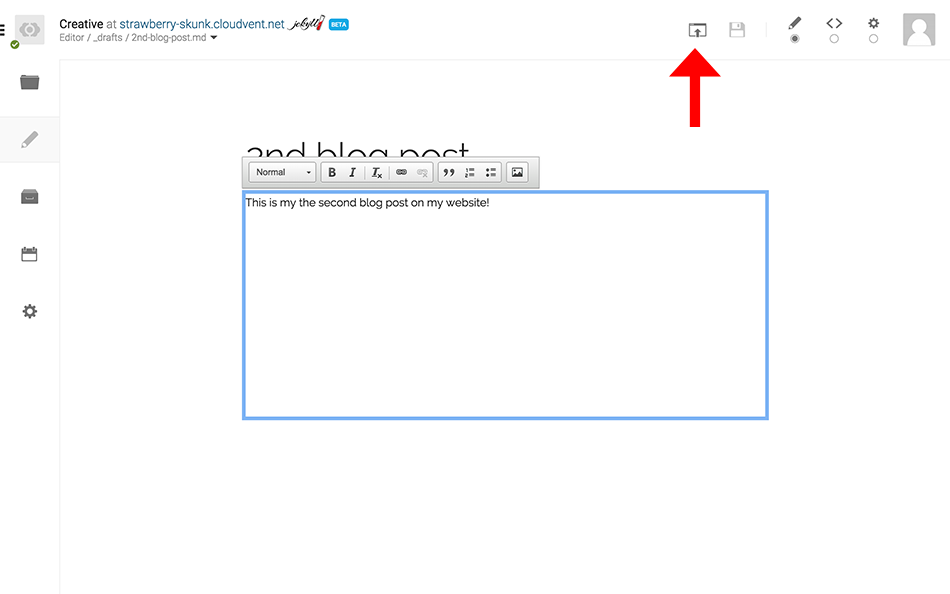 Creative at strawberry-skunk.cloudvent.net jekyll BETA
Editor / _drafts / 2nd-blog-post.md
2nd blog post
Normal B I Tx
This is my the second blog post on my website!